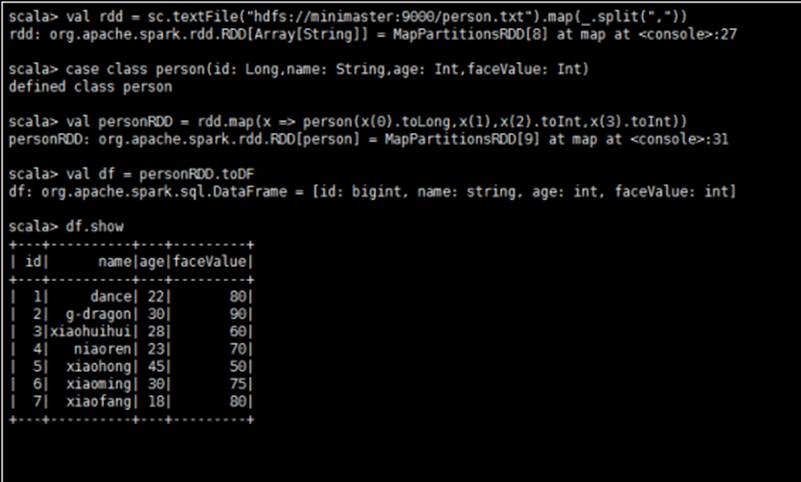 scala> val rdd = sc.textFile("hdfs://minimaster:9000/person.txt").map(_.split(","))
rdd: org.apache.spark.rdd.RDD[Array[String]] = MapPartitionsRDD[8] at map at <console>:27
scala> case class person(id: Long,name: String,age: Int,faceValue: Int)
defined class person
scala> val personRDD = rdd.map(x => person(x(0).toLong,x(1),x(2).toInt,x(3).toInt))
personRDD: org.apache.spark.rdd.RDD[person] = MapPartitionsRDD[9] at map at <console>:31
scala> val df = personRDD.toDF
df: org.apache.spark.sql.DataFrame = [id: bigint, name: string, age: int, faceValue: int]
scala> df.show
+---+----------+---+---------+
| id|      name|age|faceValue|
+---+----------+---+---------+
|  1|     dance| 22|       80|
|  2|  g-dragon| 30|       90|
|  3|xiaohuihui| 28|       60|
|  4|   niaoren| 23|       70|
|  5|  xiaohong| 45|       50|
|  6|  xiaoming| 30|       75|
|  7|  xiaofang| 18|       80|
+---+----------+---+---------+